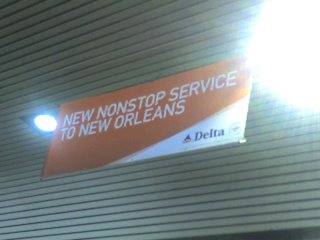 NEW NONSTOP SERVICE
TO NEW ORLEANS
Delta